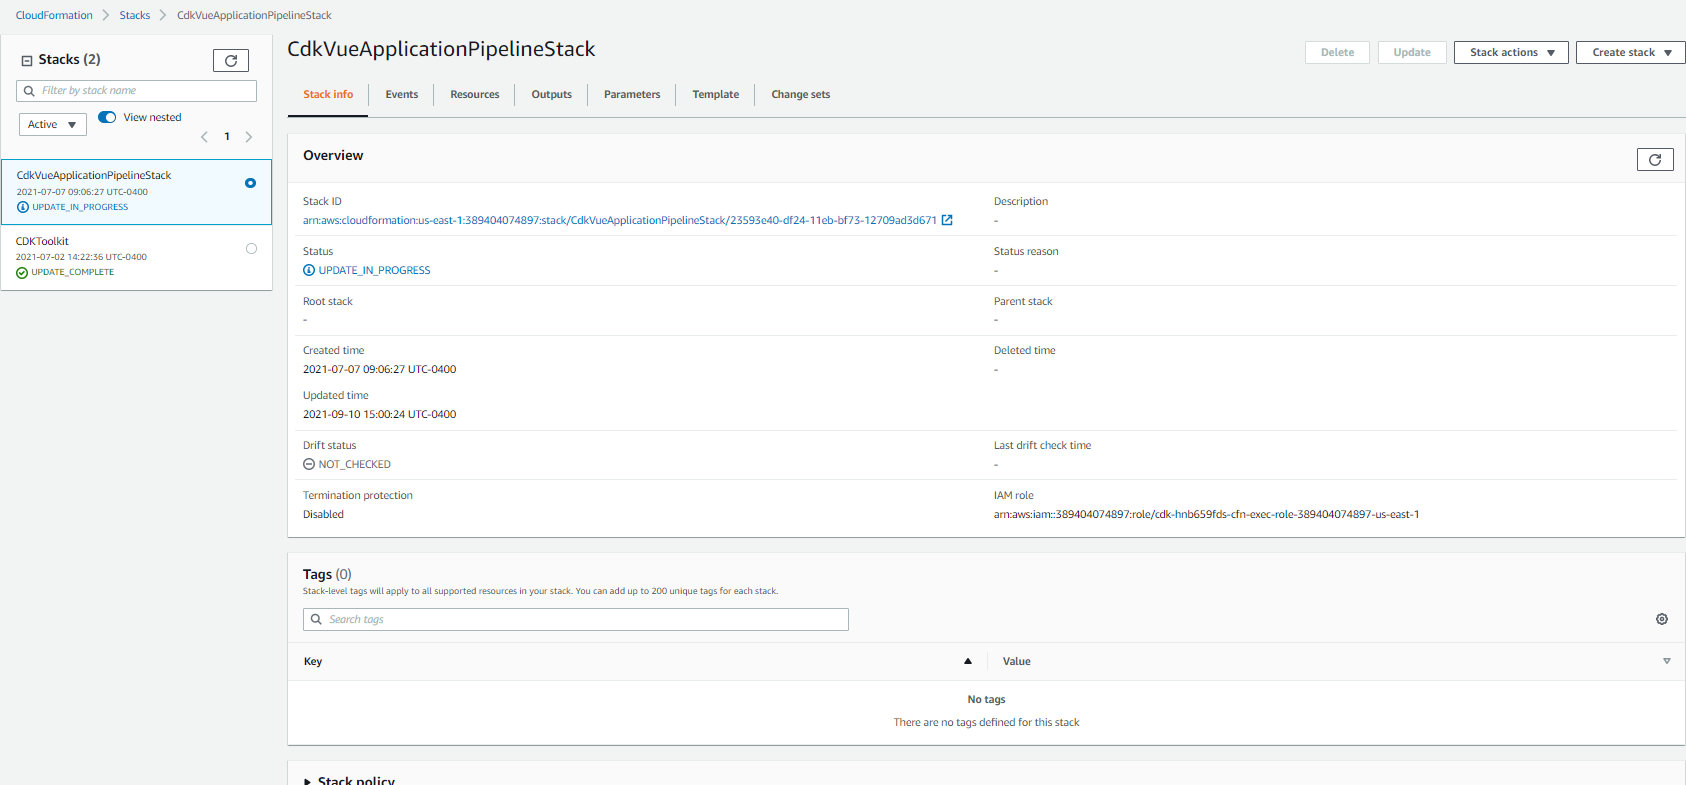 CloudFormation > Stacks > CdkVueApplicationPipelineStack
Stacks (2)
Filter by stack name
Active
View nested
1
CdkVueApplicationPipelineStack
2021-07-07 09:06:27 UTC-0400
UPDATE_IN_PROGRESS
CDKToolkit
2021-07-02 14:22:36 UTC-0400
UPDATE_COMPLETE
CdkVueApplicationPipelineStack
Delete
Update
Stack actions
Create stack
Stack info
Events
Resources
Outputs
Parameters
Template
Change sets
Overview
Stack ID
arn:aws:cloudformation:us-east-1:389404074897:stack/CdkVueApplicationPipelineStack/23593e40-df24-11eb-bf73-12709ad3d671
Description
-
Status
UPDATE_IN_PROGRESS
Status reason
-
Root stack
-
Parent stack
-
Created time
2021-07-07 09:06:27 UTC-0400
Deleted time
-
Updated time
2021-09-10 15:00:24 UTC-0400
Drift status
NOT_CHECKED
Last drift check time
-
Termination protection
Disabled
IAM role
arn:aws:iam::389404074897:role/cdk-hnb659fds-cfn-exec-role-389404074897-us-east-1
Tags (0)
Stack-level tags will apply to all supported resources in your stack. You can add up to 200 unique tags for each stack.
Search tags
Key
Value
No tags
There are no tags defined for this stack
Stack policy